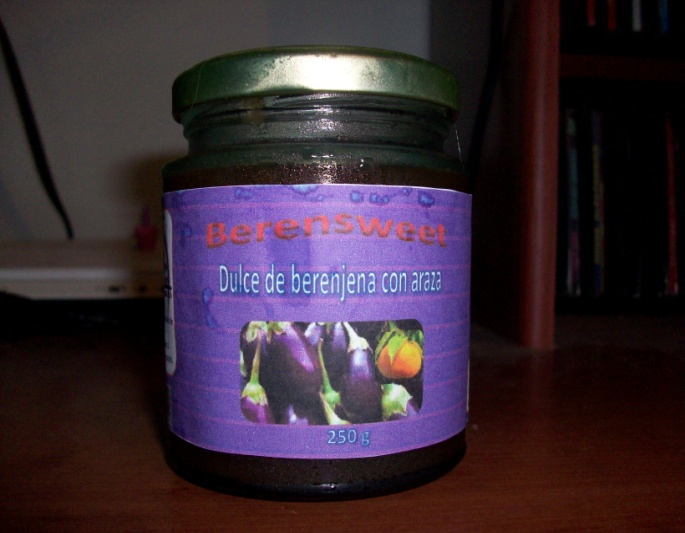 Berensweet
Dulce de berenjena con araza
250 g